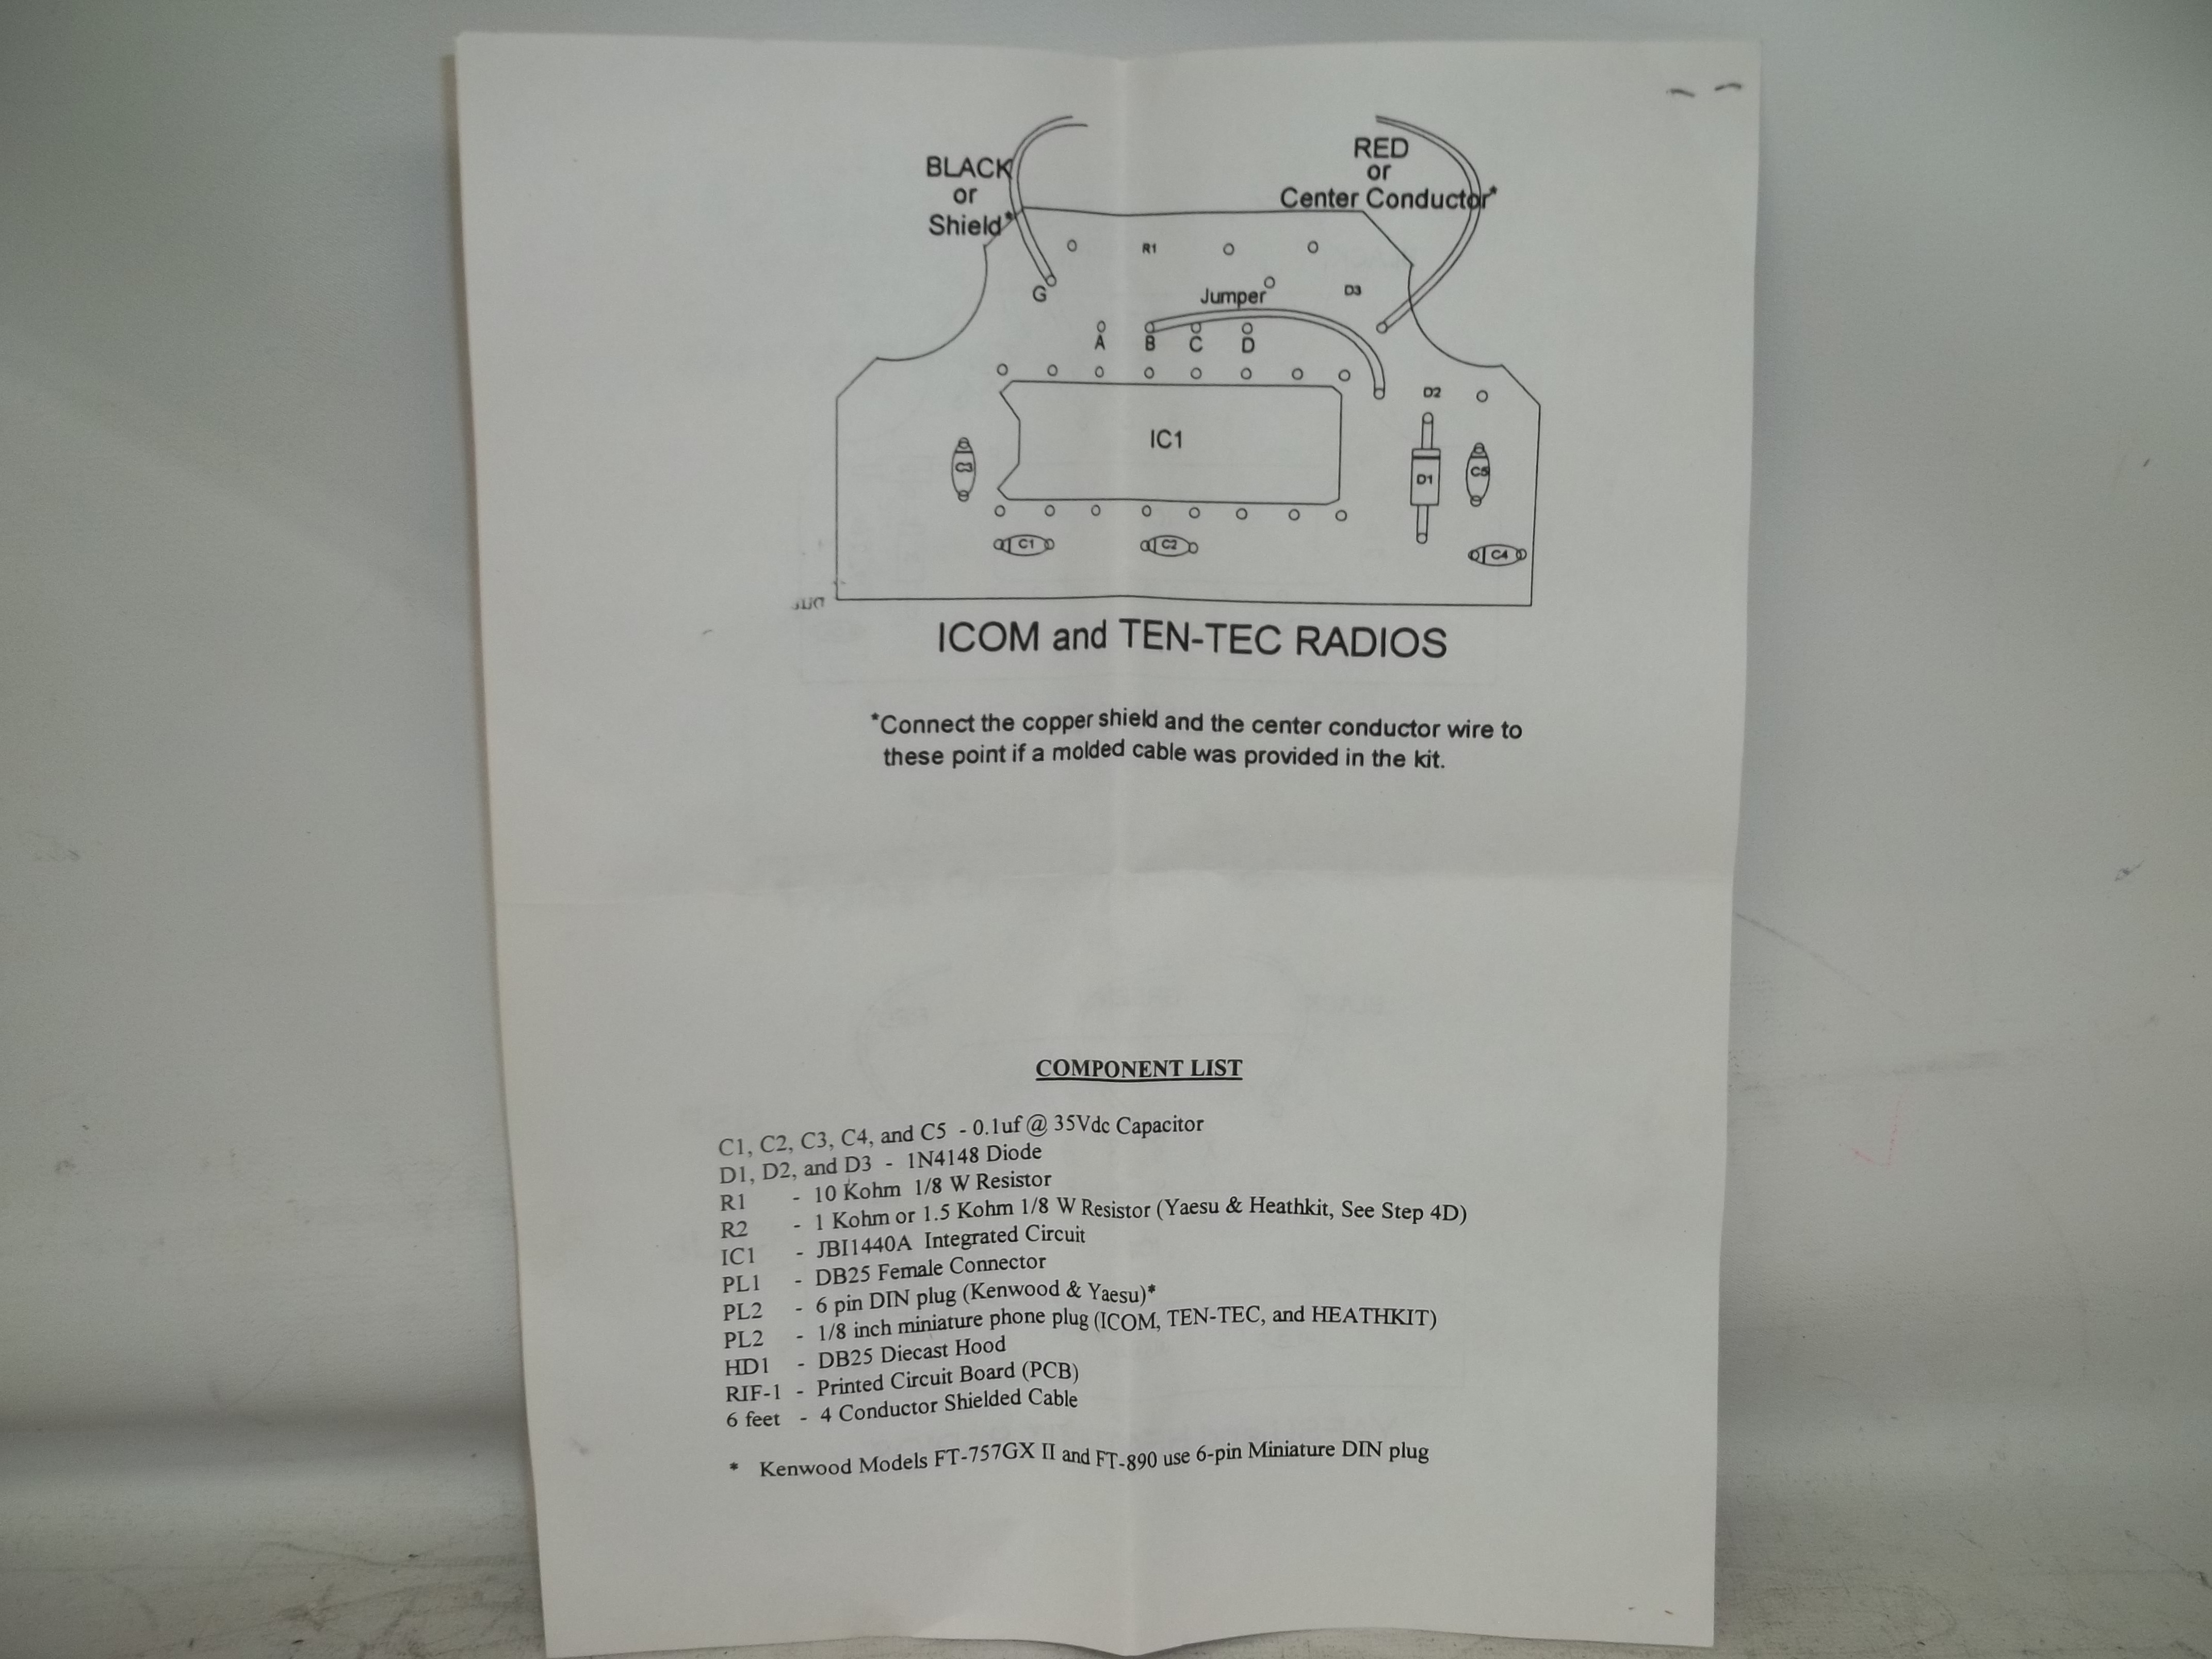 BLACK
or
Shield*
RED
or
Center Conductor*
R1
G
Jumper
D3
A B C D
D2
IC1
C3
D1
C5
C1
C2
C4
ICOM and TEN-TEC RADIOS
*Connect the copper shield and the center conductor wire to
these point if a molded cable was provided in the kit.
COMPONENT LIST
C1, C2, C3, C4, and C5 - 0.1uf @ 35Vdc Capacitor
D1, D2, and D3 - 1N4148 Diode
R1 - 10 Kohm 1/8 W Resistor
R2 - 1 Kohm or 1.5 Kohm 1/8 W Resistor (Yaesu & Heathkit, See Step 4D)
IC1 - JBI1440A Integrated Circuit
PL1 - DB25 Female Connector
PL2 - 6 pin DIN plug (Kenwood & Yaesu)*
PL2 - 1/8 inch miniature phone plug (ICOM, TEN-TEC, and HEATHKIT)
HD1 - DB25 Diecast Hood
RIF-1 - Printed Circuit Board (PCB)
6 feet - 4 Conductor Shielded Cable
* Kenwood Models FT-757GX II and FT-890 use 6-pin Miniature DIN plug